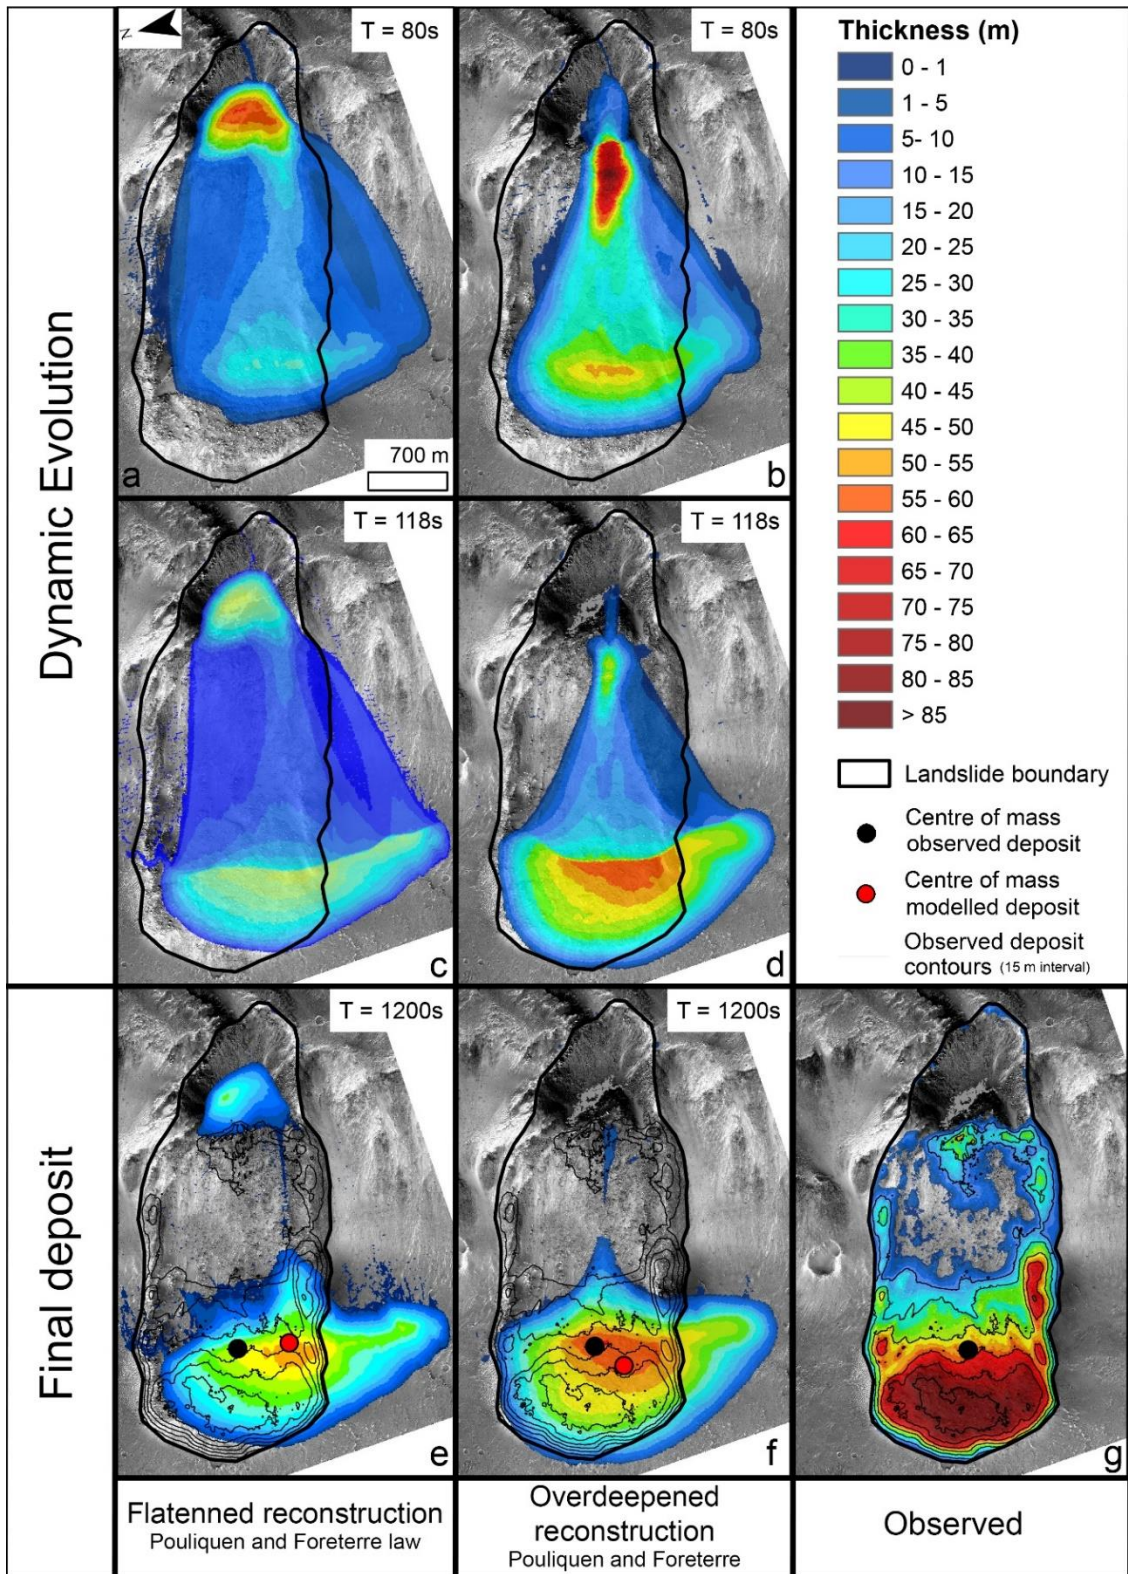 Dynamic Evolution
Final deposit
N
T = 80s
a
700 m
T = 80s
b
T = 118s
c
T = 118s
d
T = 1200s
e
T = 1200s
f
g
Thickness (m)
0 - 1
1 - 5
5- 10
10 - 15
15 - 20
20 - 25
25 - 30
30 - 35
35 - 40
40 - 45
45 - 50
50 - 55
55 - 60
60 - 65
65 - 70
70 - 75
75 - 80
80 - 85
> 85
Landslide boundary
Centre of mass
observed deposit
Centre of mass
modelled deposit
Observed deposit
contours (15 m interval)
Flatenned reconstruction
Pouliquen and Foreterre law
Overdeepened
reconstruction
Pouliquen and Foreterre
Observed